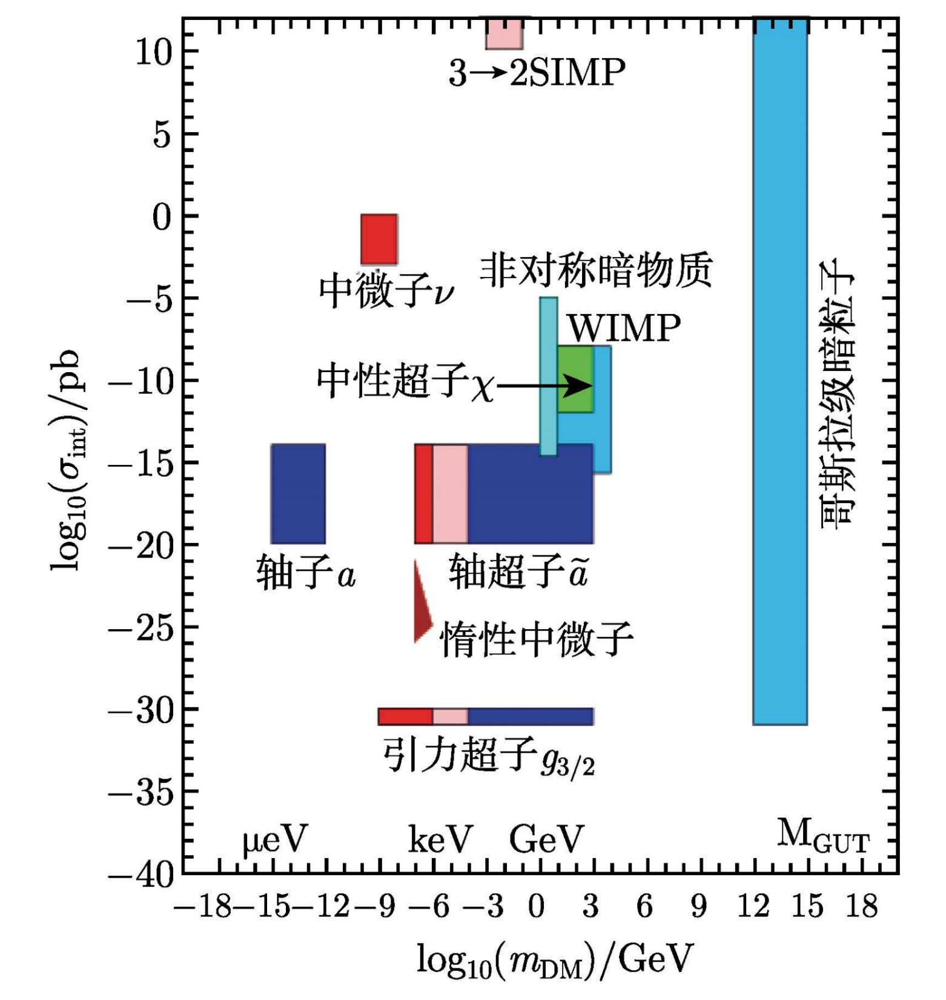 10
3→2SIMP
5
0
中微子ν
非对称暗物质
−5
WIMP
中性超子χ
−10
−15
−20
轴子a
轴超子ã
−25
惰性中微子
−30
引力超子g3/2
−35
μeV keV GeV MGUT
−40
−18 −15 −12 −9 −6 −3 0 3 6 9 12 15 18
log10(mDM)/GeV
log10(σint)/pb
哥斯拉级暗粒子